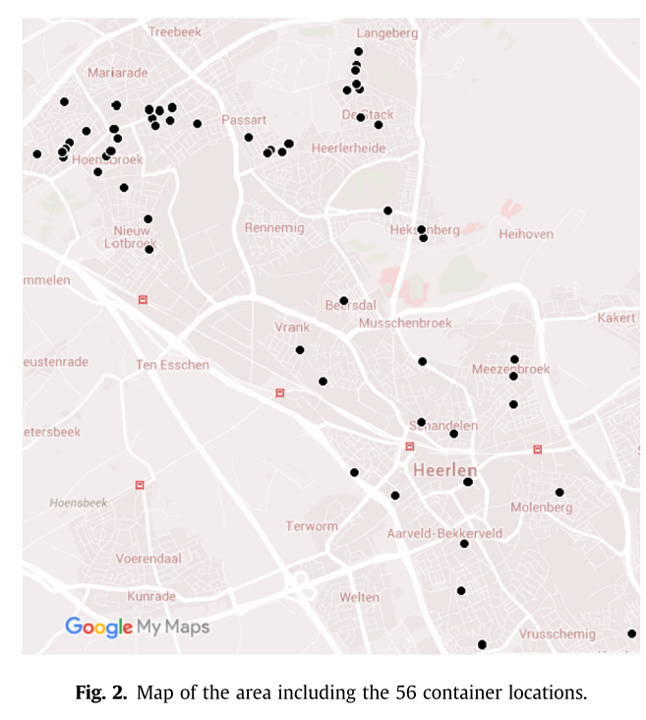 Treebeek
Langeberg
Mariarade
Passart
De Stack
Heerlerheide
Hoensbroek
Nieuw
Lotbroek
Rennemig
Heksenberg
Heihoven
mmelen
Beersdal
Vrank
Musschenbroek
Kakert
eustenrade
Ten Esschen
Meezenbroek
etersbeek
Schandelen
Heerlen
Hoensbeek
Molenberg
Terworm
Aarveld-Bekkerveld
Voerendaal
Kunrade
Welten
Google My Maps
Vrusschemig
Fig. 2. Map of the area including the 56 container locations.